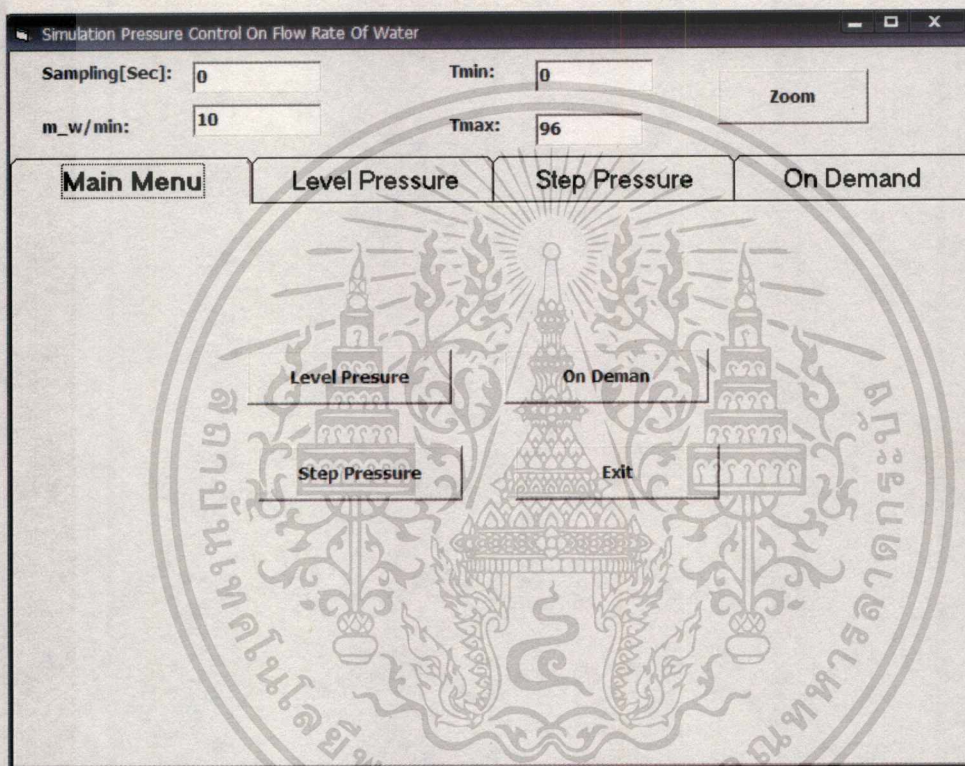 Simulation Pressure Control On Flow Rate Of Water
Sampling[Sec]: 0
Tmin: 0
Zoom
m_w/min: 10
Tmax: 96
Main Menu
Level Pressure
Step Pressure
On Demand
Level Presure
On Deman
Step Pressure
Exit